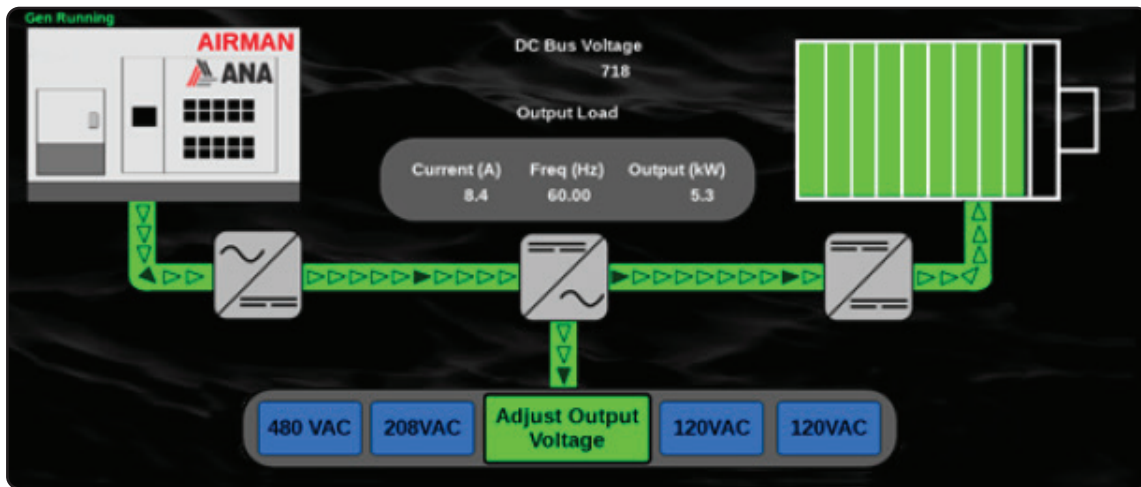 Gen Running
AIRMAN
ANA
DC Bus Voltage
718
Output Load
Current (A) Freq (Hz) Output (kW)
8.4 60.00 5.3
480 VAC
208VAC
Adjust Output
Voltage
120VAC
120VAC